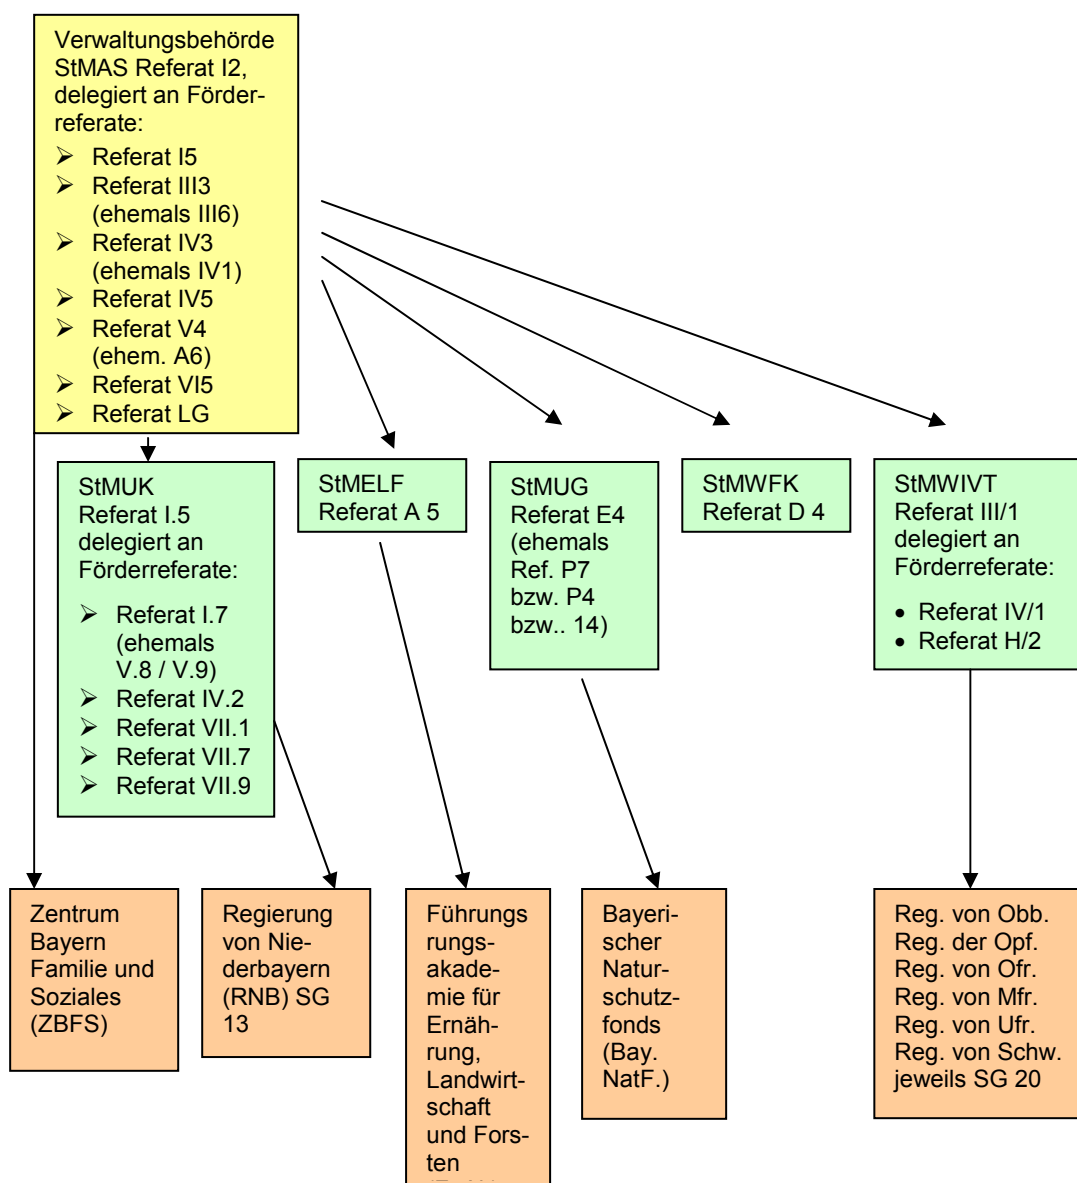 Verwaltungsbehörde
StMAS Referat I2,
delegiert an Förder-
referate:
➢ Referat I5
➢ Referat III3
(ehemals III6)
➢ Referat IV3
(ehemals IV1)
➢ Referat IV5
➢ Referat V4
(ehem. A6)
➢ Referat VI5
➢ Referat LG
StMUK
Referat I.5
delegiert an
Förderreferate:
➢ Referat I.7
(ehemals
V.8 / V.9)
➢ Referat IV.2
➢ Referat VII.1
➢ Referat VII.7
➢ Referat VII.9
StMELF
Referat A 5
StMUG
Referat E4
(ehemals
Ref. P7
bzw. P4
bzw.. 14)
StMWFK
Referat D 4
StMWIVT
Referat III/1
delegiert an
Förderreferate:
• Referat IV/1
• Referat H/2
Zentrum
Bayern
Familie und
Soziales
(ZBFS)
Regierung
von Nie-
derbayern
(RNB) SG
13
Führungs
rungs-
akade-
mie für
Ernäh-
rung,
Landwirt-
schaft
und Fors-
ten
Bayeri-
scher
Natur-
schutz-
fonds
(Bay.
NatF.)
Reg. von Obb.
Reg. der Opf.
Reg. von Ofr.
Reg. von Mfr.
Reg. von Ufr.
Reg. von Schw.
jeweils SG 20